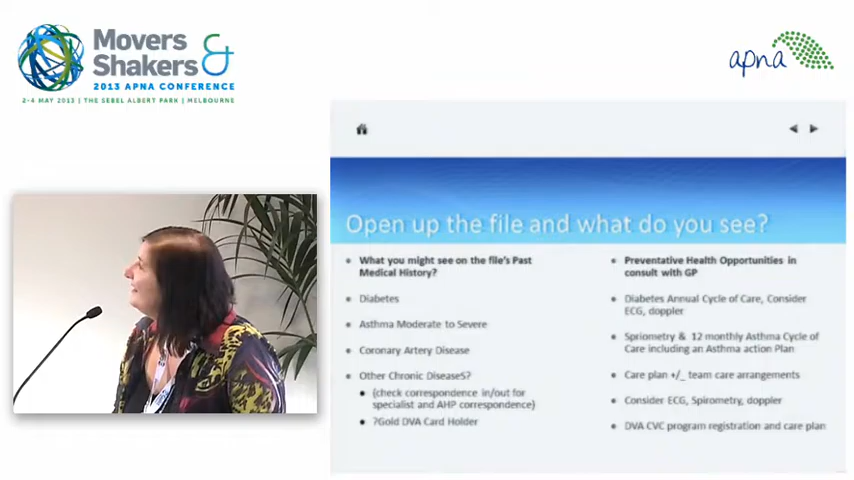 Movers &
Shakers
2013 APNA CONFERENCE
2-4 MAY 2013 | THE SEBEL ALBERT PARK | MELBOURNE
apna
Open up the file and what do you see?
What you might see on the file's Past
Medical History?
Diabetes
Asthma Moderate to Severe
Coronary Artery Disease
Other Chronic DiseaseS?
(check correspondence in/out for
specialist and AHP correspondence)
?Gold DVA Card Holder
Preventative Health Opportunities in
consult with GP
Diabetes Annual Cycle of Care, Consider
ECG, doppler
Spriometry & 12 monthly Asthma Cycle of
Care including an Asthma action Plan
Care plan +/_ team care arrangements
Consider ECG, Spirometry, doppler
DVA CVC program registration and care plan